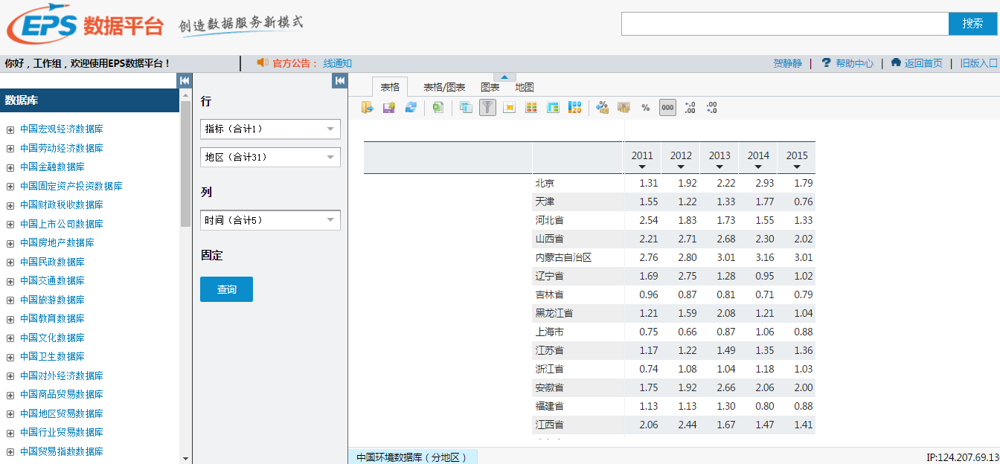 EPS 数据平台 创造数据服务新模式
搜索
你好，工作组，欢迎使用EPS数据平台！ 官方公告： 线通知 贺静静 | ? 帮助中心 | 返回首页 | 旧版入口
数据库
中国宏观经济数据库
中国劳动经济数据库
中国金融数据库
中国固定资产投资数据库
中国财政税收数据库
中国上市公司数据库
中国房地产数据库
中国民政数据库
中国交通数据库
中国旅游数据库
中国教育数据库
中国文化数据库
中国卫生数据库
中国对外经济数据库
中国商品贸易数据库
中国地区贸易数据库
中国行业贸易数据库
中国贸易指数数据库
行
指标（合计1）
地区（合计31）
列
时间（合计5）
固定
查询
表格 表格/图表 图表 地图
% 000 .0 .00 .00 .0
2011 2012 2013 2014 2015
北京 1.31 1.92 2.22 2.93 1.79
天津 1.55 1.22 1.33 1.77 0.76
河北省 2.54 1.83 1.73 1.55 1.33
山西省 2.21 2.71 2.68 2.30 2.02
内蒙古自治区 2.76 2.80 3.01 3.16 3.01
辽宁省 1.69 2.75 1.28 0.95 1.02
吉林省 0.96 0.87 0.81 0.71 0.79
黑龙江省 1.21 1.59 2.08 1.21 1.04
上海市 0.75 0.66 0.87 1.06 0.88
江苏省 1.17 1.22 1.49 1.35 1.36
浙江省 0.74 1.08 1.04 1.18 1.03
安徽省 1.75 1.92 2.66 2.06 2.00
福建省 1.13 1.13 1.30 0.80 0.88
江西省 2.06 2.44 1.67 1.47 1.41
中国环境数据库（分地区）
IP:124.207.69.13